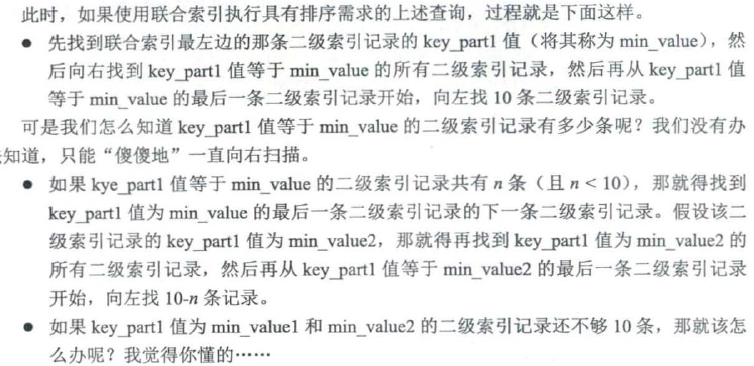 此时，如果使用联合索引执行具有排序需求的上述查询，过程就是下面这样。
● 先找到联合索引最左边的那条二级索引记录的 key_part1 值（将其称为 min_value），然
后向右找到 key_part1 值等于 min_value 的所有二级索引记录，然后再从 key_part1 值
等于 min_value 的最后一条二级索引记录开始，向左找 10 条二级索引记录。
可是我们怎么知道 key_part1 值等于 min_value 的二级索引记录有多少条呢？我们没有办
知道，只能“傻傻地”一直向右扫描。
● 如果 kye_part1 值等于 min_value 的二级索引记录共有 n 条（且 n < 10），那就得找到
key_part1 值为 min_value 的最后一条二级索引记录的下一条二级索引记录。假设该二
级索引记录的 key_part1 值为 min_value2，那就得再找到 key_part1 值为 min_value2 的
所有二级索引记录，然后再从 key_part1 值等于 min_value2 的最后一条二级索引记录
开始，向左找 10-n 条记录。
● 如果 key_part1 值为 min_value1 和 min_value2 的二级索引记录还不够 10 条，那就该怎
么办呢？我觉得你懂的……